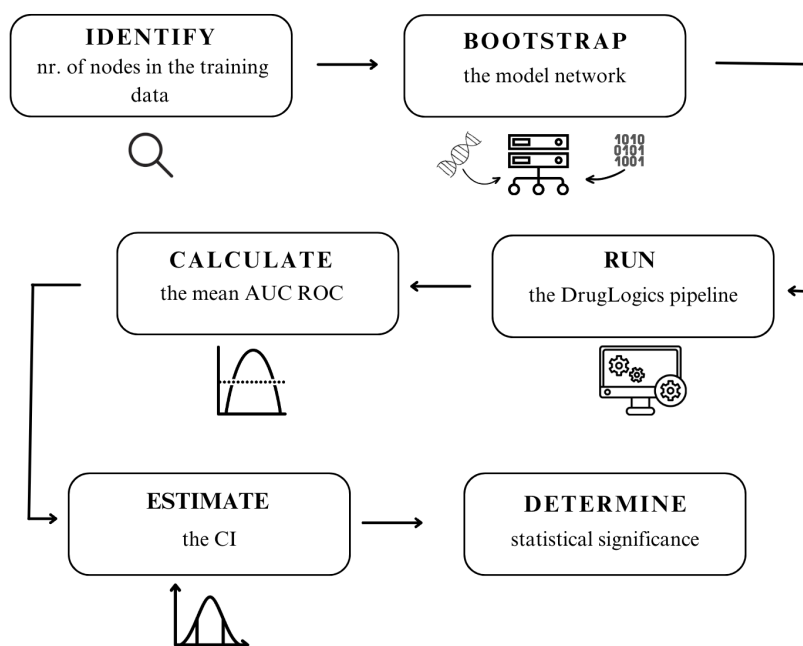 IDENTIFY
nr. of nodes in the training
data
BOOTSTRAP
the model network
1010
0101
1001
RUN
the DrugLogics pipeline
CALCULATE
the mean AUC ROC
ESTIMATE
the CI
DETERMINE
statistical significance